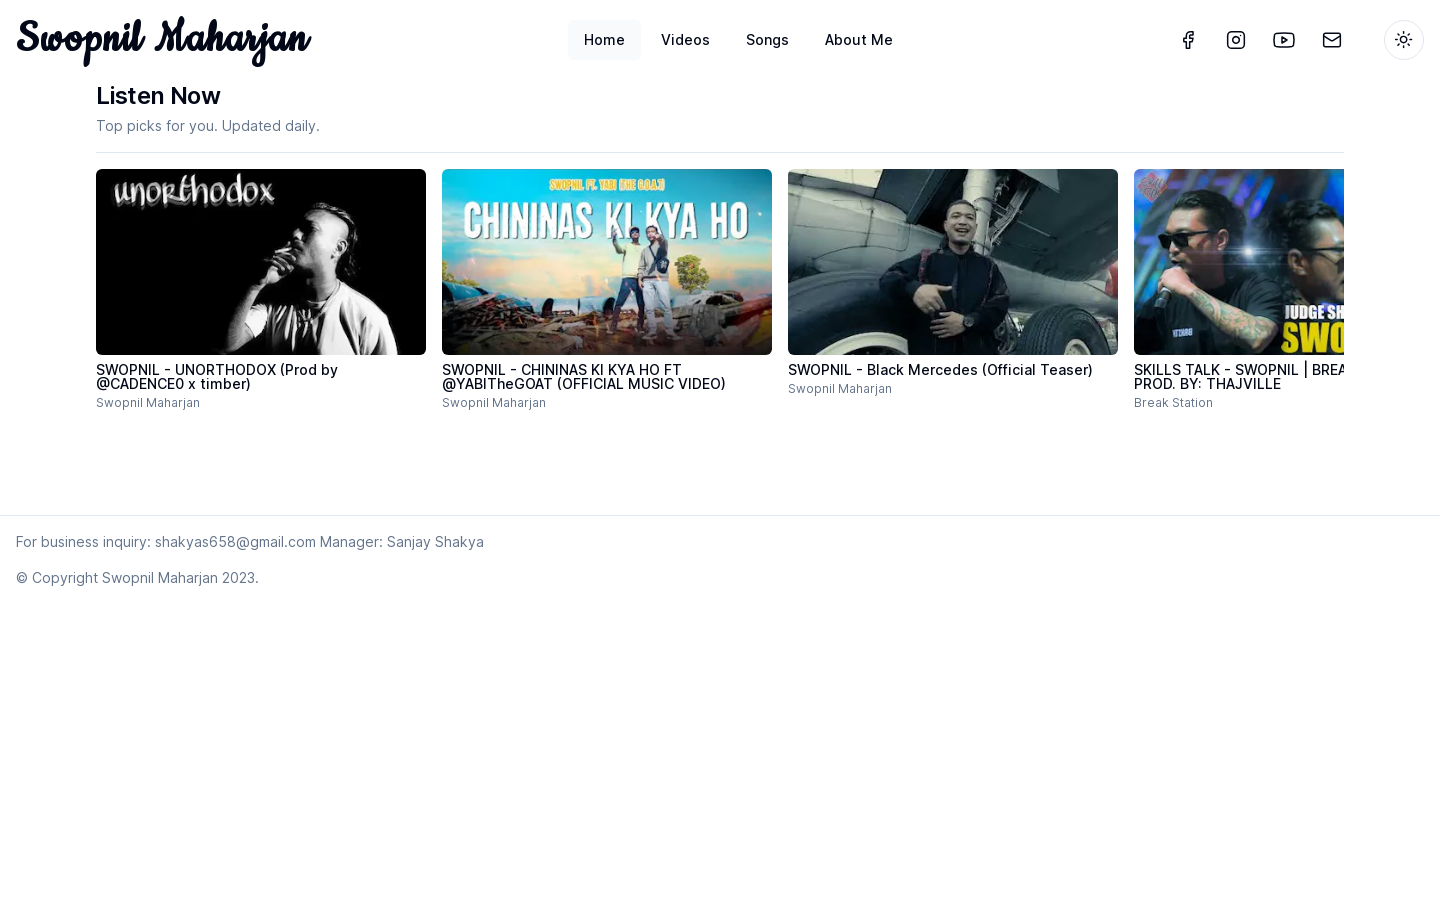 Swopnil Maharjan
Home
Videos
Songs
About Me
Listen Now
Top picks for you. Updated daily.
unorthodox
SWOPNIL FT. YABI (THE G.O.A.T)
CHININAS KI KYA HO
JUDGE SH
SWO
SWOPNIL - UNORTHODOX (Prod by
@CADENCE0 x timber)
Swopnil Maharjan
SWOPNIL - CHININAS KI KYA HO FT
@YABITheGOAT (OFFICIAL MUSIC VIDEO)
Swopnil Maharjan
SWOPNIL - Black Mercedes (Official Teaser)
Swopnil Maharjan
SKILLS TALK - SWOPNIL | BREA
PROD. BY: THAJVILLE
Break Station
For business inquiry: shakyas658@gmail.com Manager: Sanjay Shakya
© Copyright Swopnil Maharjan 2023.